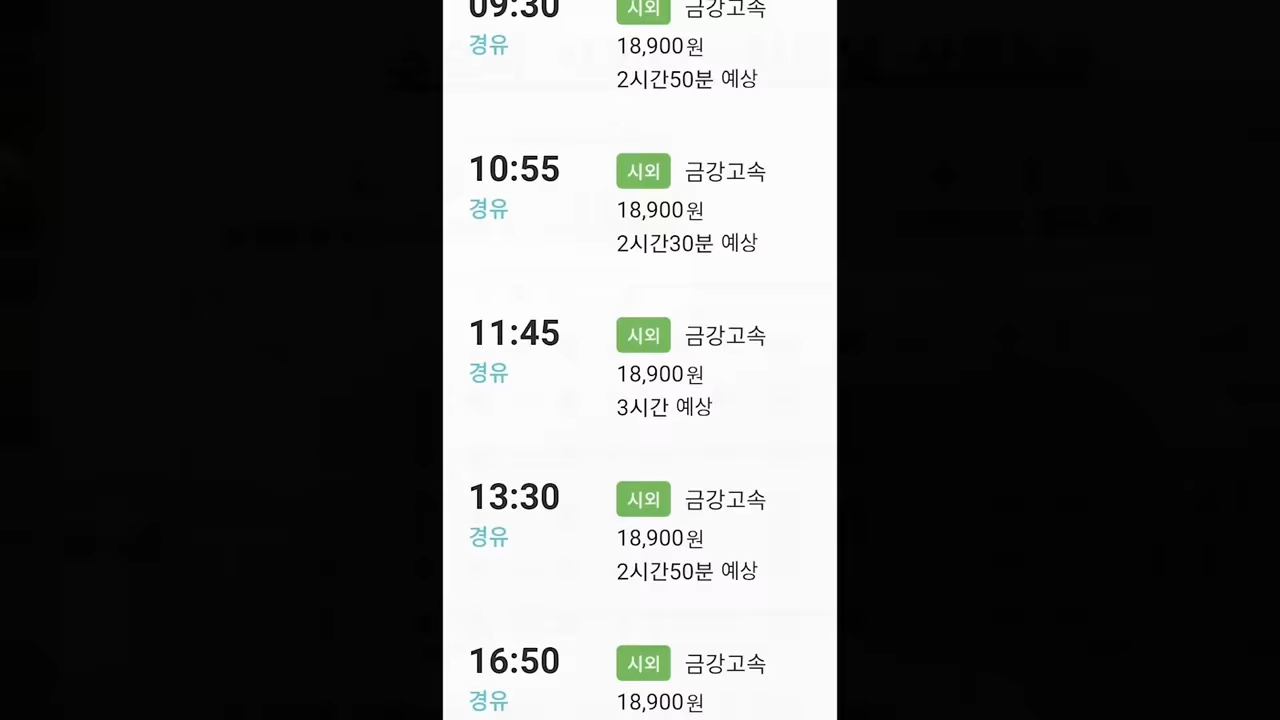 09:30 시외 금강고속
경유 18,900원
2시간50분 예상
10:55 시외 금강고속
경유 18,900원
2시간30분 예상
11:45 시외 금강고속
경유 18,900원
3시간 예상
13:30 시외 금강고속
경유 18,900원
2시간50분 예상
16:50 시외 금강고속
경유 18,900원